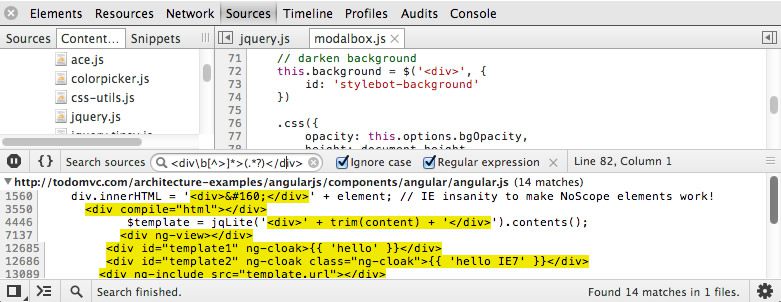 Elements Resources Network Sources Timeline Profiles Audits Console
Sources Content... Snippets jquery.js modalbox.js
ace.js
colorpicker.js
css-utils.js
jquery.js
71 // darken background
72 this.background = $('<div>', {
73 id: 'stylebot-background'
74 })
75
76 .css({
77 opacity: this.options.bgOpacity,
78 height: document.height
{} Search sources <div\b[^>]*>(.*?)</div> Ignore case Regular expression Line 82, Column 1
http://todomvc.com/architecture-examples/angularjs/components/angular/angular.js (14 matches)
1560 div.innerHTML = '<div>&#160;</div>' + element; // IE insanity to make NoScope elements work!
3550 <div compile="html"></div>
4446 $template = jqLite('<div>' + trim(content) + '</div>').contents();
7137 <div ng-view></div>
12685 <div id="template1" ng-cloak>{{ 'hello' }}</div>
12686 <div id="template2" ng-cloak class="ng-cloak">{{ 'hello IE7' }}</div>
13089 <div ng-include src="template.url"></div>
Search finished. Found 14 matches in 1 files.